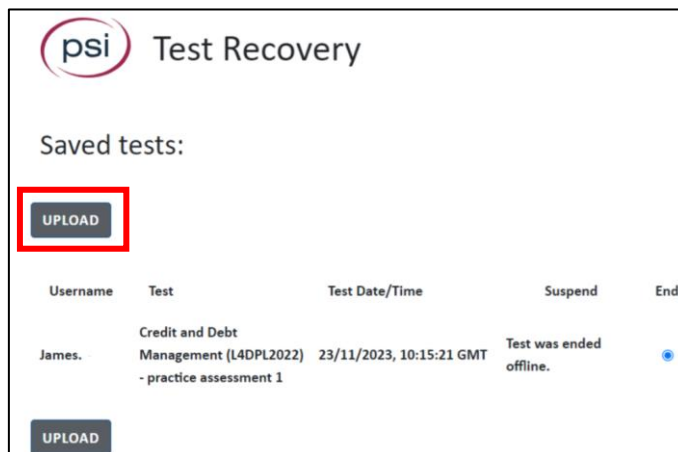 psi Test Recovery
Saved tests:
UPLOAD
Username Test Test Date/Time Suspend End
Credit and Debt
James. Management (L4DPL2022) 23/11/2023, 10:15:21 GMT Test was ended offline.
- practice assessment 1
UPLOAD